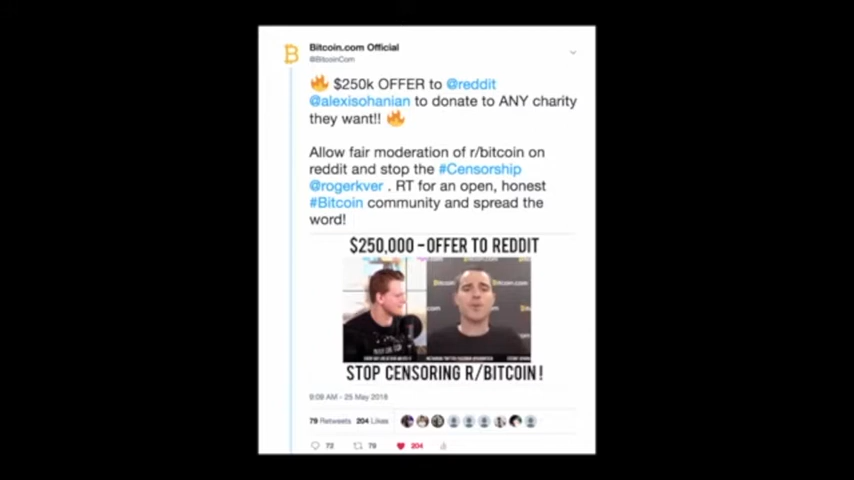 Bitcoin.com Official
@BitcoinCom
$250k OFFER to @reddit
@alexisohanian to donate to ANY charity
they want!!
Allow fair moderation of r/bitcoin on
reddit and stop the #Censorship
@rogerkver . RT for an open, honest
#Bitcoin community and spread the
word!
$250,000 - OFFER TO REDDIT
STOP CENSORING R/BITCOIN!
9:09 AM - 25 May 2018
79 Retweets 204 Likes
72 79 204